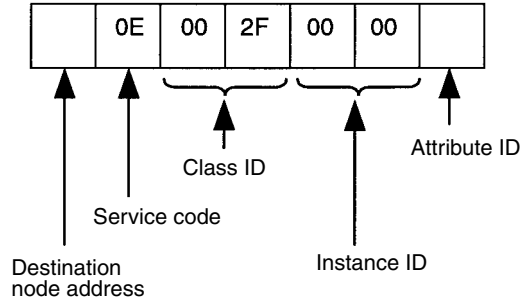 0E 00 2F 00 00
Attribute ID
Class ID
Service code
Instance ID
Destination
node address